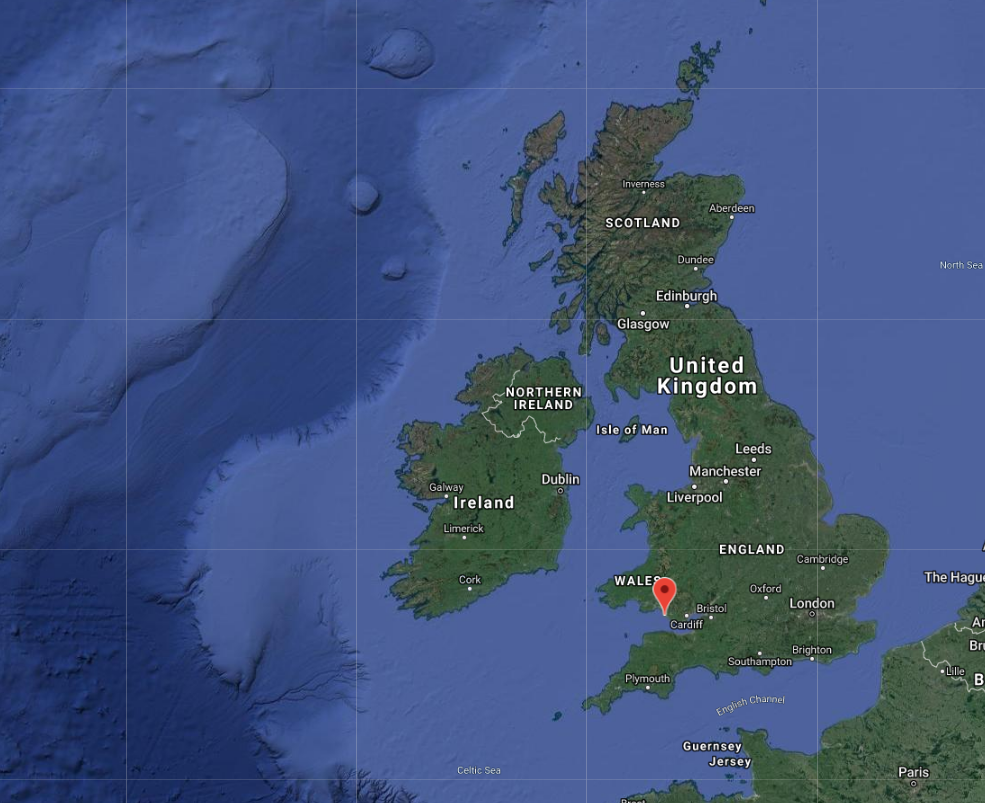 Inverness
Aberdeen
SCOTLAND
Dundee
North Sea
Edinburgh
Glasgow
United
Kingdom
NORTHERN
IRELAND
Isle of Man
Leeds
Manchester
Dublin
Galway
Liverpool
Ireland
Limerick
ENGLAND
Cambridge
The Hague
WALES
Cork
Oxford
London
Bristol
Cardiff
Brighton
Southampton
Lille
Plymouth
English Channel
Guernsey
Jersey
Celtic Sea
Paris